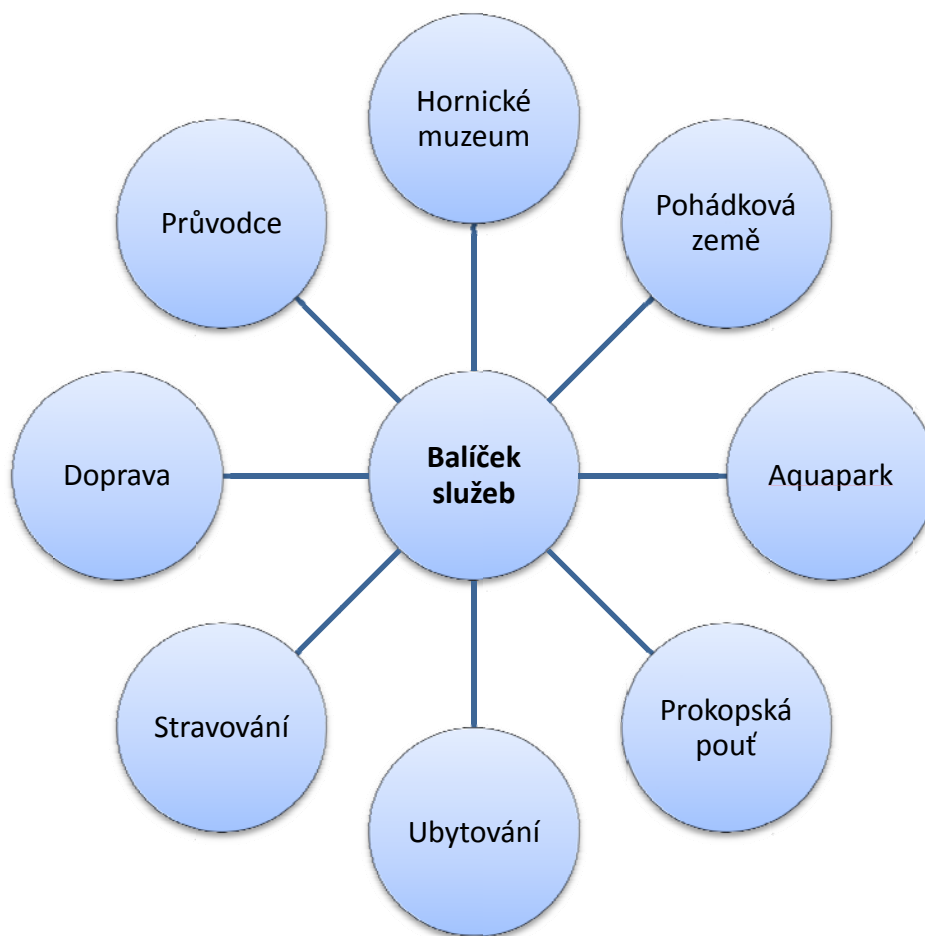 Hornické
muzeum
Pohádková
země
Průvodce
Balíček
služeb
Doprava
Aquapark
Stravování
Prokopská
pouť
Ubytování